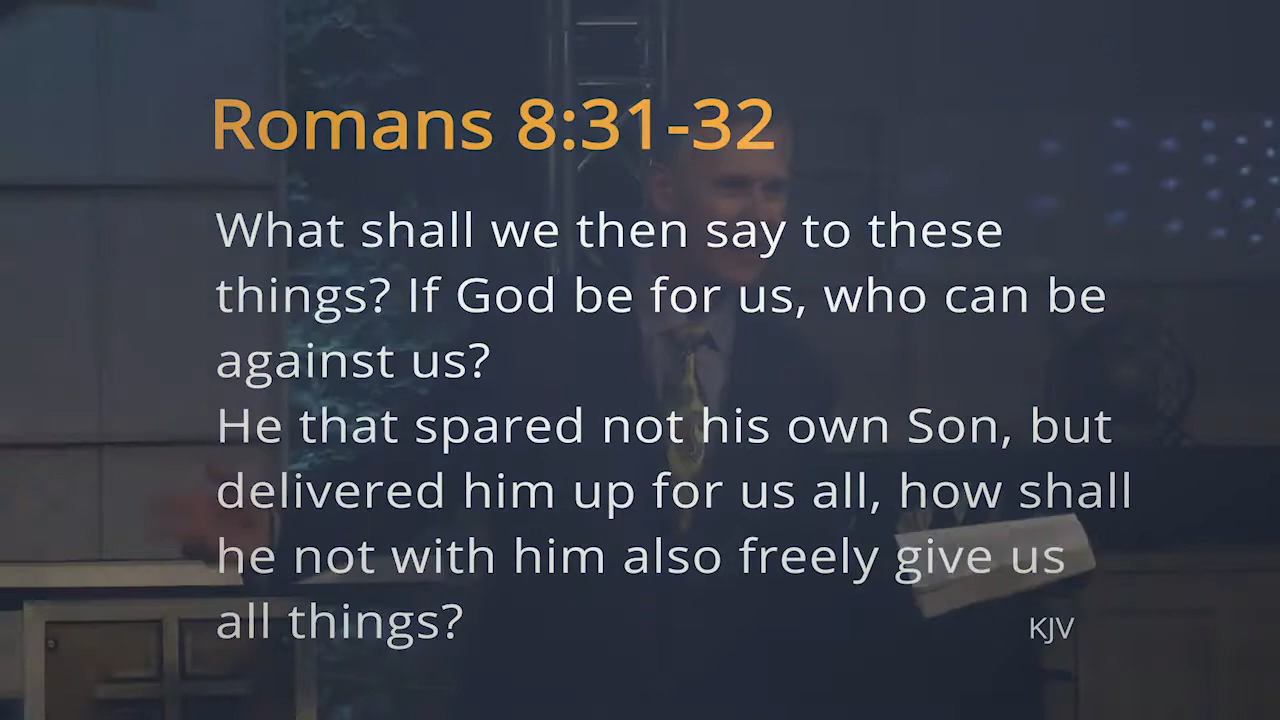 Romans 8:31-32
What shall we then say to these
things? If God be for us, who can be
against us?
He that spared not his own Son, but
delivered him up for us all, how shall
he not with him also freely give us
all things?
KJV